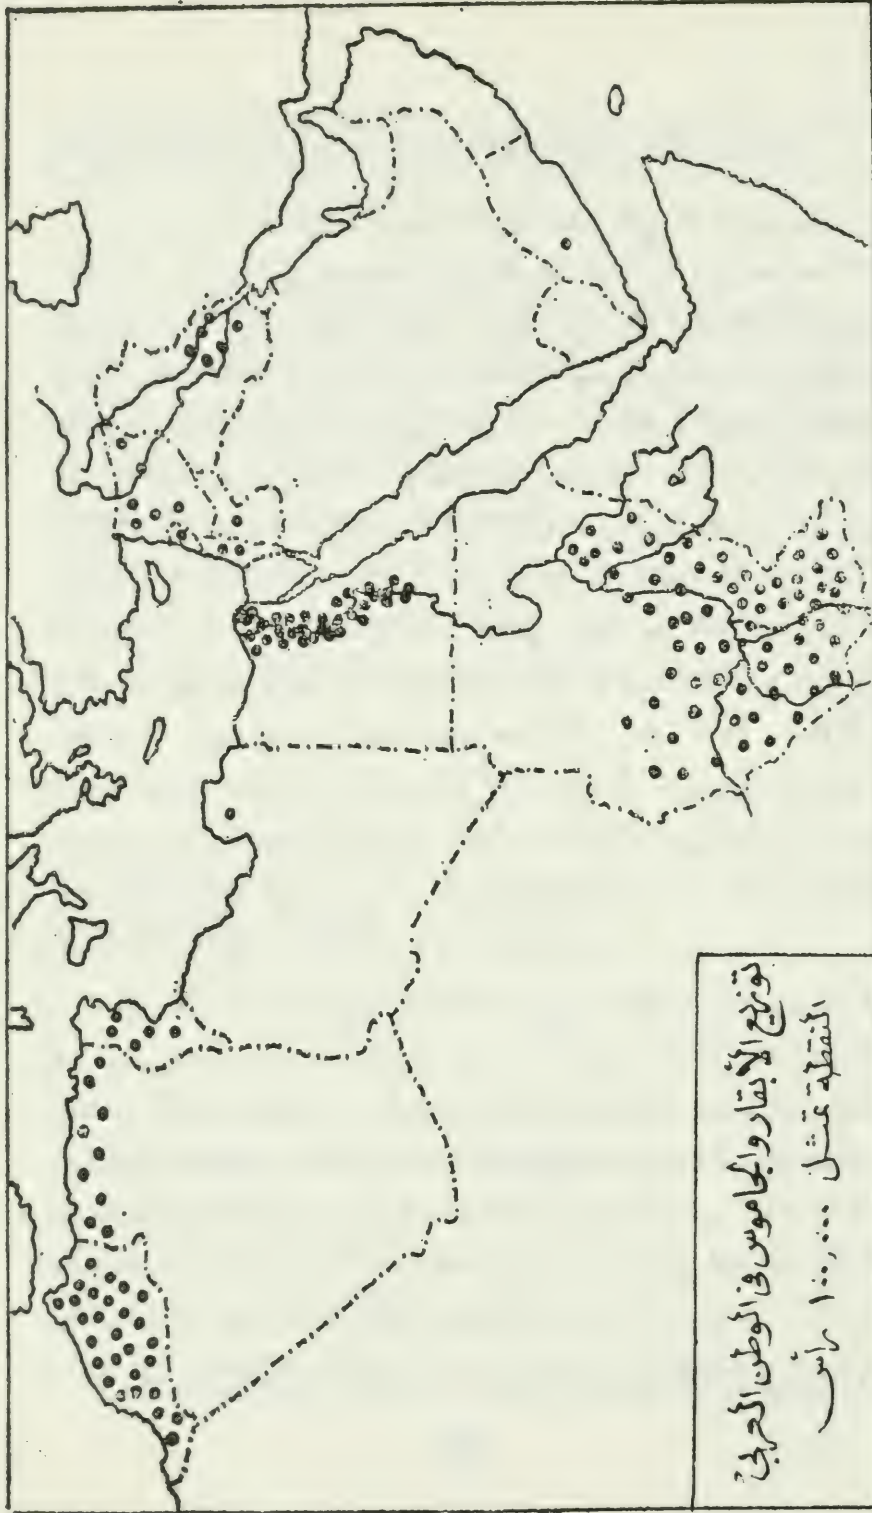 توزيع الأبقار والجاموس في الوطن العربي
النقطة تمثل ١٠٠,٠٠٠ رأس